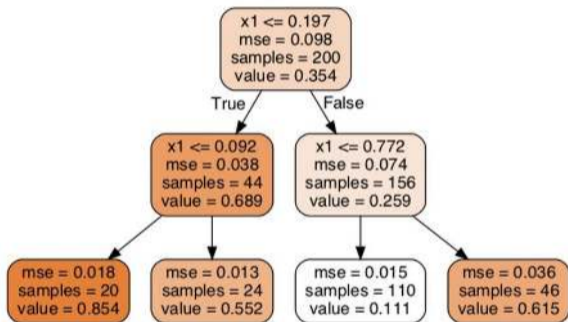 x1 <= 0.197
mse = 0.098
samples = 200
value = 0.354
True
False
x1 <= 0.092
mse = 0.038
samples = 44
value = 0.689
x1 <= 0.772
mse = 0.074
samples = 156
value = 0.259
mse = 0.018
samples = 20
value = 0.854
mse = 0.013
samples = 24
value = 0.552
mse = 0.015
samples = 110
value = 0.111
mse = 0.036
samples = 46
value = 0.615